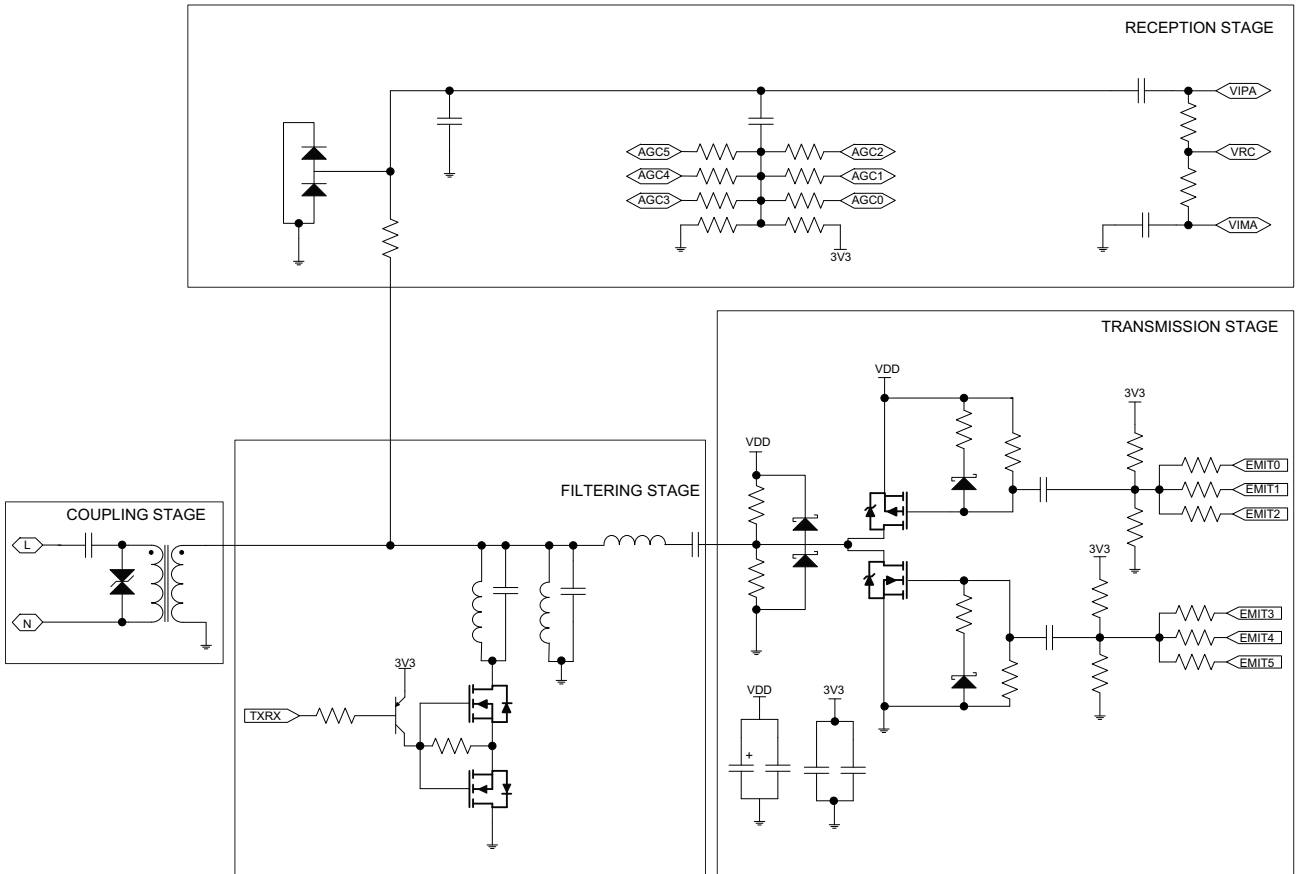 RECEPTION STAGE
VIPA
AGC5
AGC2
VRC
AGC4
AGC1
AGC3
AGC0
VIMA
3V3
TRANSMISSION STAGE
VDD
3V3
VDD
EMIT0
EMIT1
EMIT2
FILTERING STAGE
COUPLING STAGE
L
N
3V3
EMIT3
EMIT4
EMIT5
3V3
TXRX
VDD
3V3
+